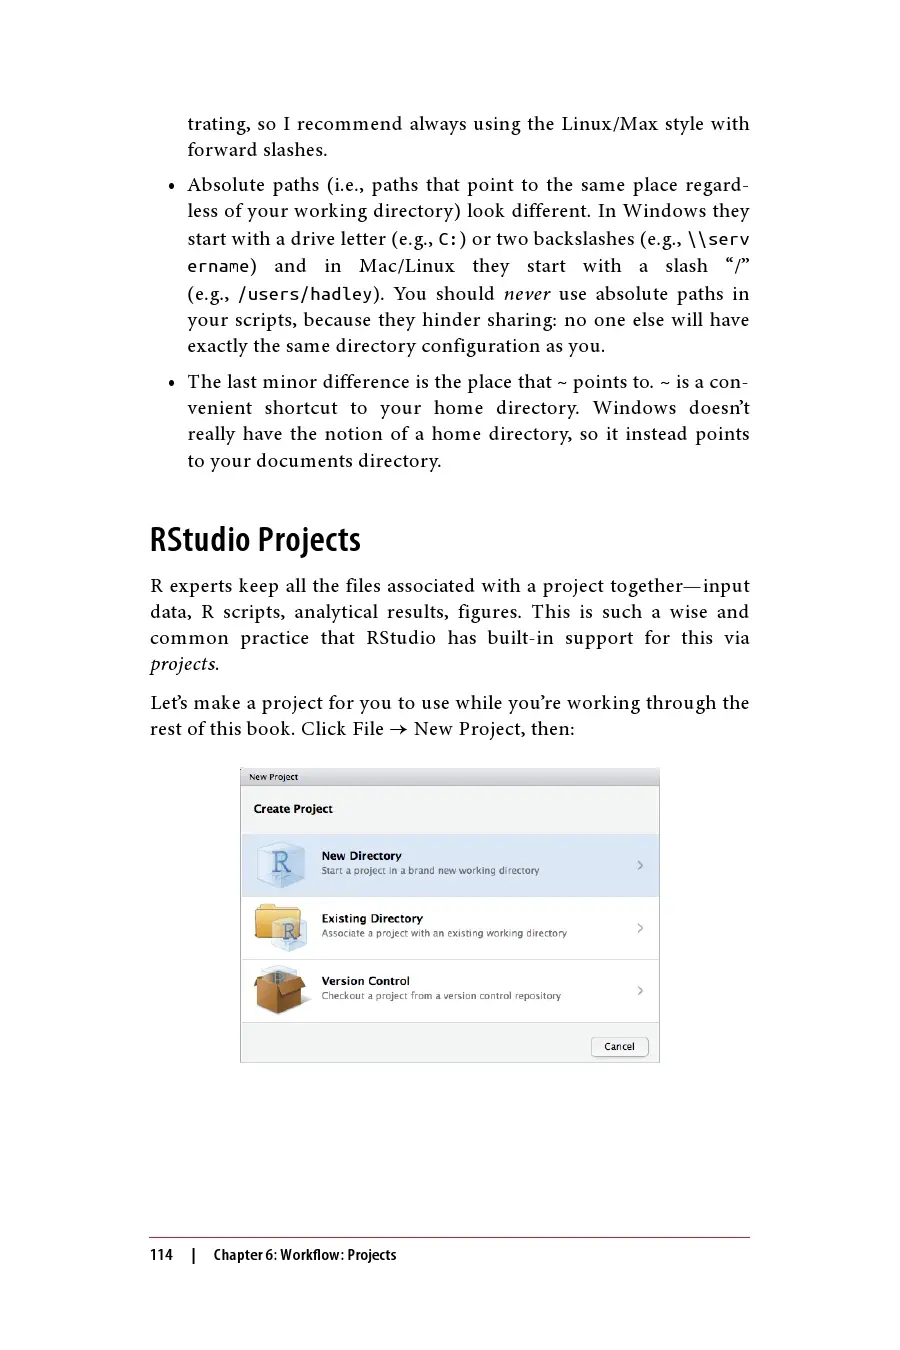 trating, so I recommend always using the Linux/Max style with
forward slashes.
• Absolute paths (i.e., paths that point to the same place regard-
less of your working directory) look different. In Windows they
start with a drive letter (e.g., C:) or two backslashes (e.g., \\serv
ername) and in Mac/Linux they start with a slash “/”
(e.g., /users/hadley). You should never use absolute paths in
your scripts, because they hinder sharing: no one else will have
exactly the same directory configuration as you.
• The last minor difference is the place that ~ points to. ~ is a con-
venient shortcut to your home directory. Windows doesn’t
really have the notion of a home directory, so it instead points
to your documents directory.
RStudio Projects
R experts keep all the files associated with a project together—input
data, R scripts, analytical results, figures. This is such a wise and
common practice that RStudio has built-in support for this via
projects.
Let’s make a project for you to use while you’re working through the
rest of this book. Click File → New Project, then:
New Project
Create Project
R
New Directory
Start a project in a brand new working directory
R
Existing Directory
Associate a project with an existing working directory
Version Control
Checkout a project from a version control repository
Cancel
114 | Chapter 6: Workflow: Projects